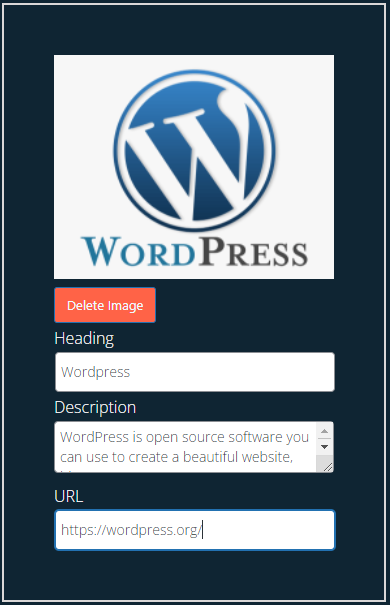 WORDPRESS
Delete Image
Heading
Wordpress
Description
WordPress is open source software you
can use to create a beautiful website,
URL
https://wordpress.org/